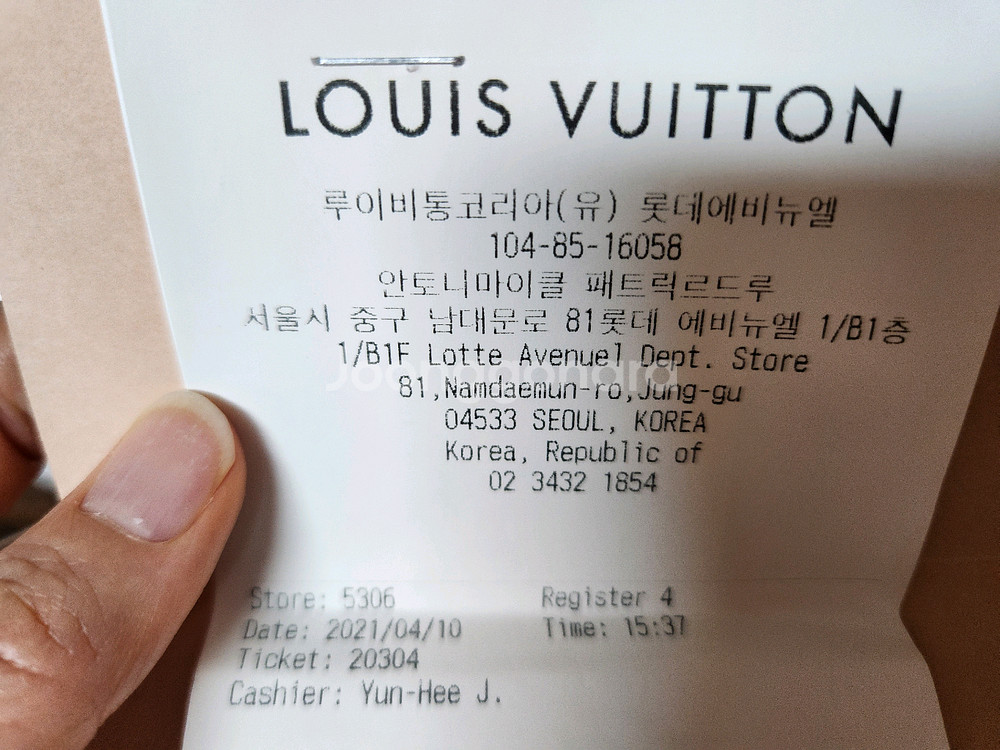 LOUIS VUITTON
루이비통코리아(유) 롯데에비뉴엘
104-85-16058
안토니마이클 패트릭르드루
서울시 중구 남대문로 81롯데 에비뉴엘 1/B1층
1/B1F Lotte Avenuel Dept. Store
Joonggonara
81,Namdaemun-ro,Jung-gu
04533 SEOUL, KOREA
Korea, Republic of
02 3432 1854
Store: 5306 Register 4
Date: 2021/04/10 Time: 15:37
Ticket: 20304
Cashier: Yun-Hee J.